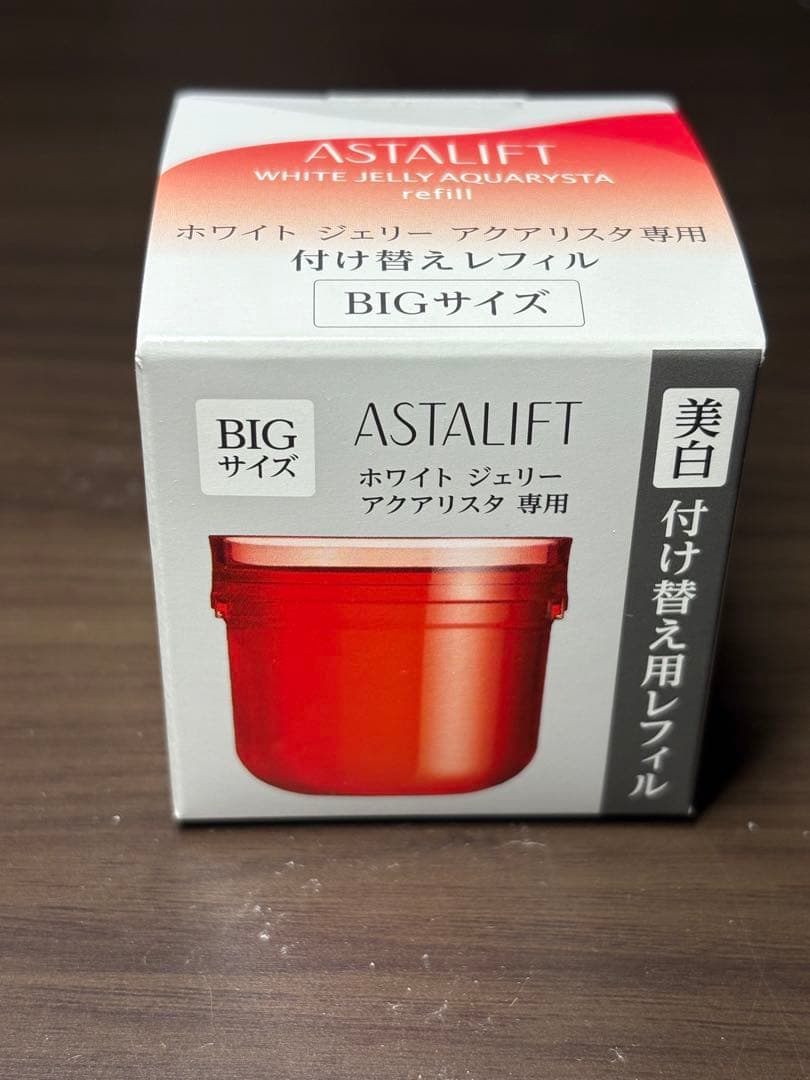 ASTALIFT
WHITE JELLY AQUARYSTA
refill
ホワイト ジェリー アクアリスタ専用
付け替えレフィル
BIGサイズ
BIG
サイズ
ASTALIFT
ホワイト ジェリー
アクアリスタ 専用
美白
付け替え用レフィル